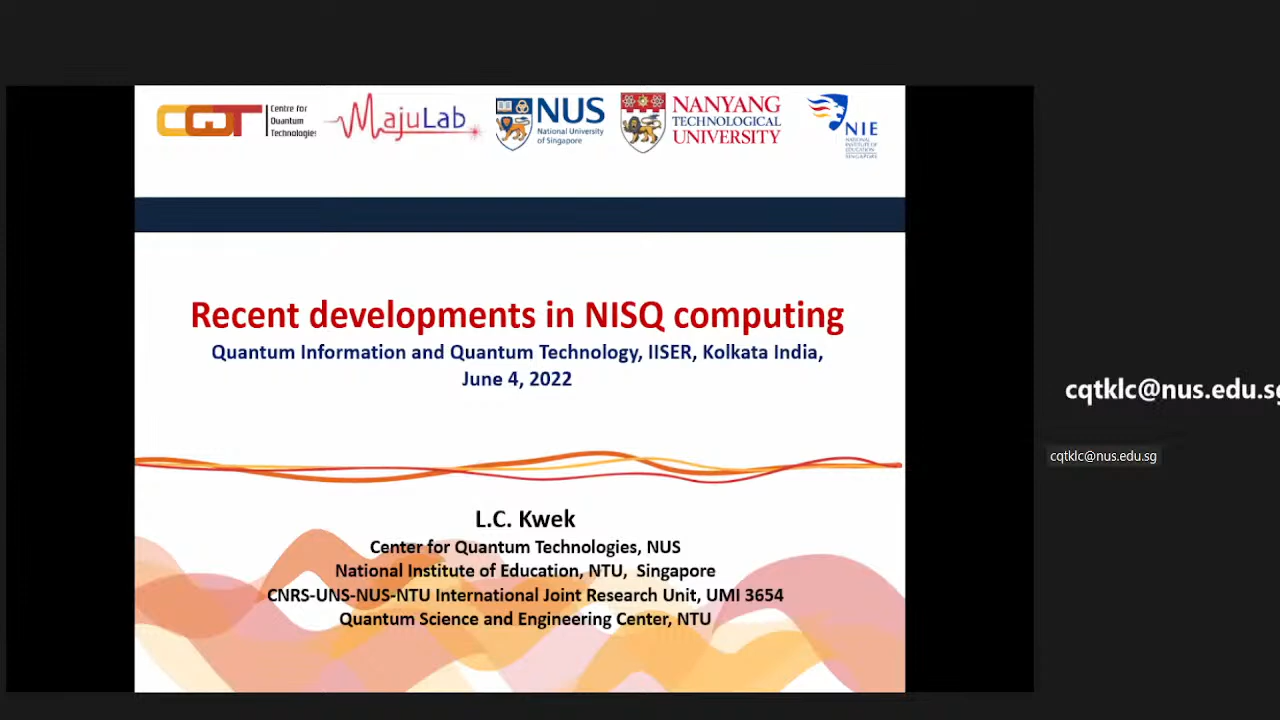 CQT
Centre for
Quantum
Technologies
MajuLab
NUS
National University
of Singapore
NANYANG
TECHNOLOGICAL
UNIVERSITY
NIE
NATIONAL
INSTITUTE OF
EDUCATION
SINGAPORE
Recent developments in NISQ computing
Quantum Information and Quantum Technology, IISER, Kolkata India,
June 4, 2022
cqtklc@nus.edu.sg
cqtklc@nus.edu.sg
L.C. Kwek
Center for Quantum Technologies, NUS
National Institute of Education, NTU, Singapore
CNRS-UNS-NUS-NTU International Joint Research Unit, UMI 3654
Quantum Science and Engineering Center, NTU